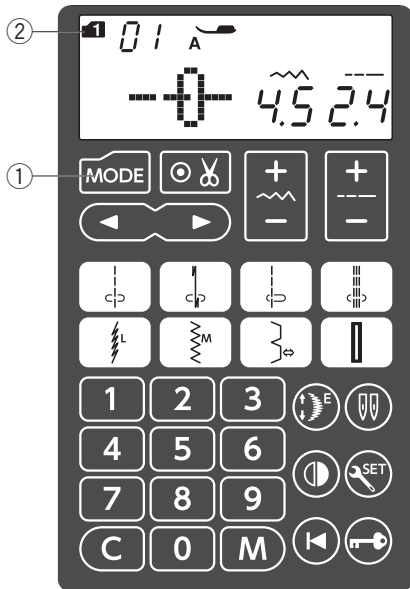 ②
1 01 A
4.5 2.4
①
MODE
+ +
− −
L M
1 2 3 E
4 5 6
SET
7 8 9
C 0 M